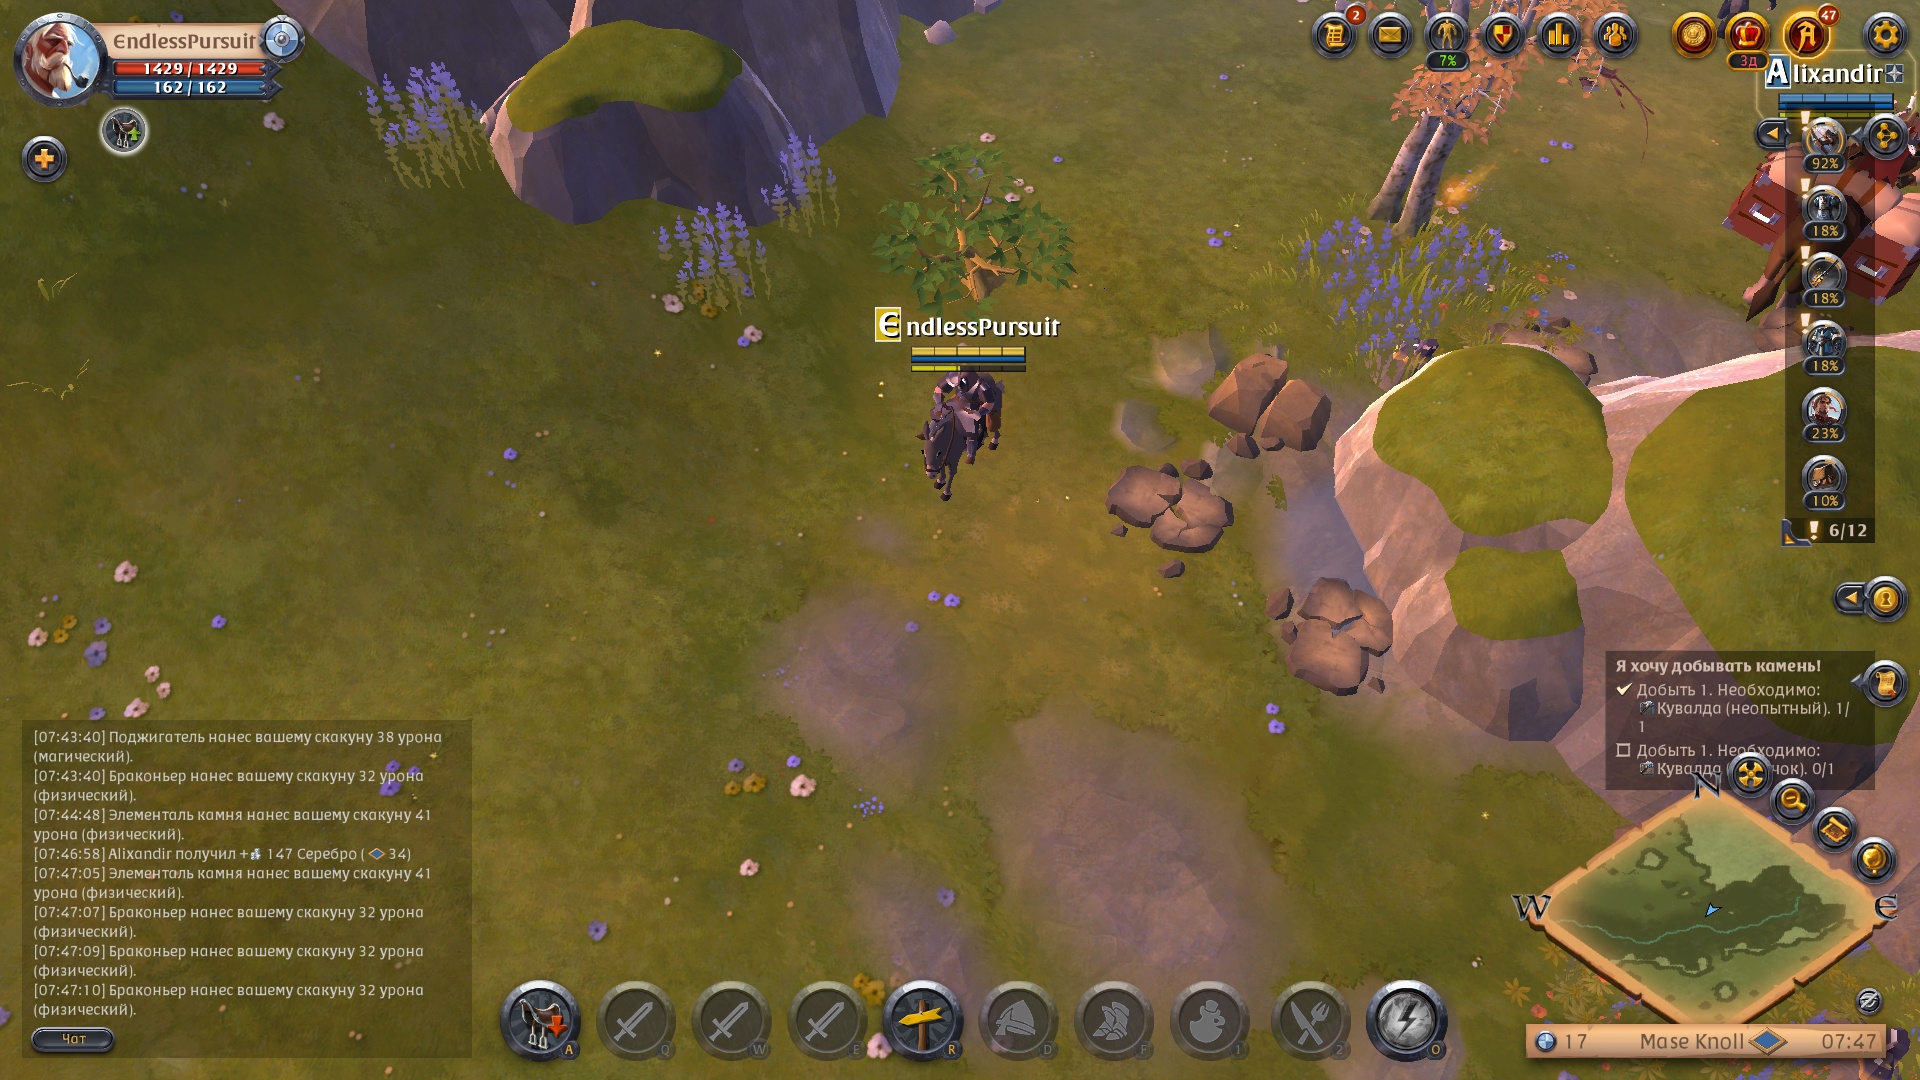 EndlessPursuit
1429 / 1429
162 / 162
2
7%
47
3д
Alixandir
92%
18%
18%
18%
23%
10%
6/12
EndlessPursuit
Я хочу добывать камень!
Добыть 1. Необходимо:
Кувалда (неопытный). 1/
1
Добыть 1. Необходимо:
Кувалда чок). 0/1
N
W
E
[07:43:40] Поджигатель нанес вашему скакуну 38 урона
(магический).
[07:43:40] Браконьер нанес вашему скакуну 32 урона
(физический).
[07:44:48] Элементаль камня нанес вашему скакуну 41
урона (физический).
[07:46:58] Alixandir получил + 147 Серебро ( 34)
[07:47:05] Элементаль камня нанес вашему скакуну 41
урона (физический).
[07:47:07] Браконьер нанес вашему скакуну 32 урона
(физический).
[07:47:09] Браконьер нанес вашему скакуну 32 урона
(физический).
[07:47:10] Браконьер нанес вашему скакуну 32 урона
(физический).
Чат
A
Q
W
E
R
D
F
1
2
O
17 Mase Knoll 07:47